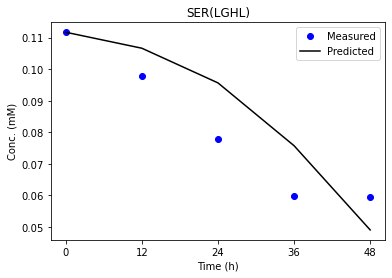 SER(LGHL)
Measured
Predicted
0.11
0.10
0.09
0.08
0.07
0.06
0.05
Conc. (mM)
0 12 24 36 48
Time (h)